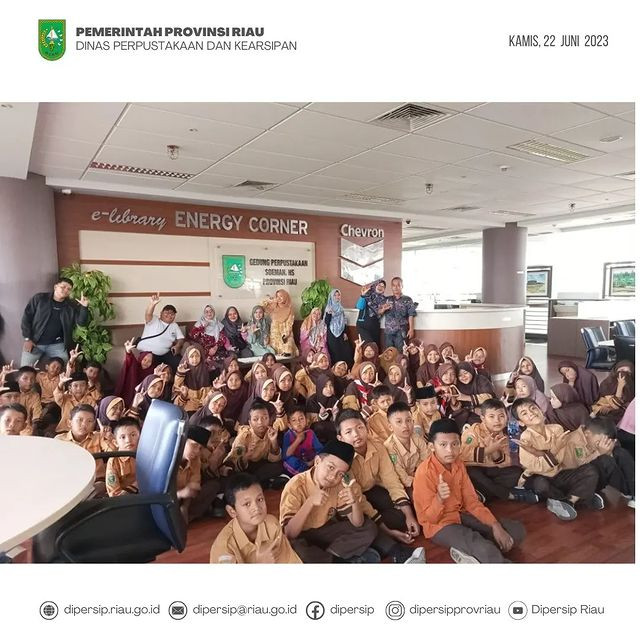 PEMERINTAH PROVINSI RIAU
DINAS PERPUSTAKAAN DAN KEARSIPAN
KAMIS, 22 JUNI 2023
e-library ENERGY CORNER
Chevron
GEDUNG PERPUSTAKAAN
SOEMAN. HS
PROVINSI RIAU
dipersip.riau.go.id
dipersip@riau.go.id
dipersip
dipersipprovriau
Dipersip Riau